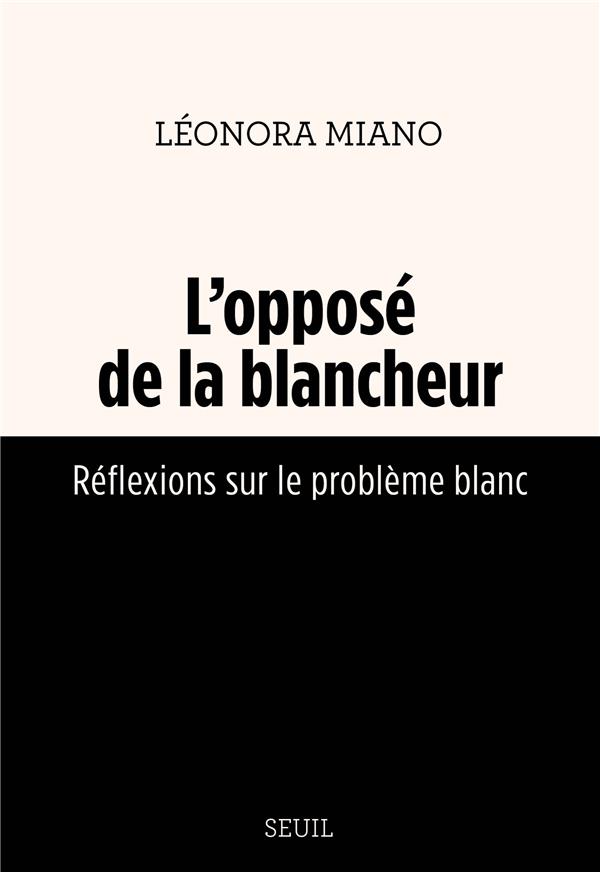 LÉONORA MIANO
L’opposé
de la blancheur
Réflexions sur le problème blanc
SEUIL